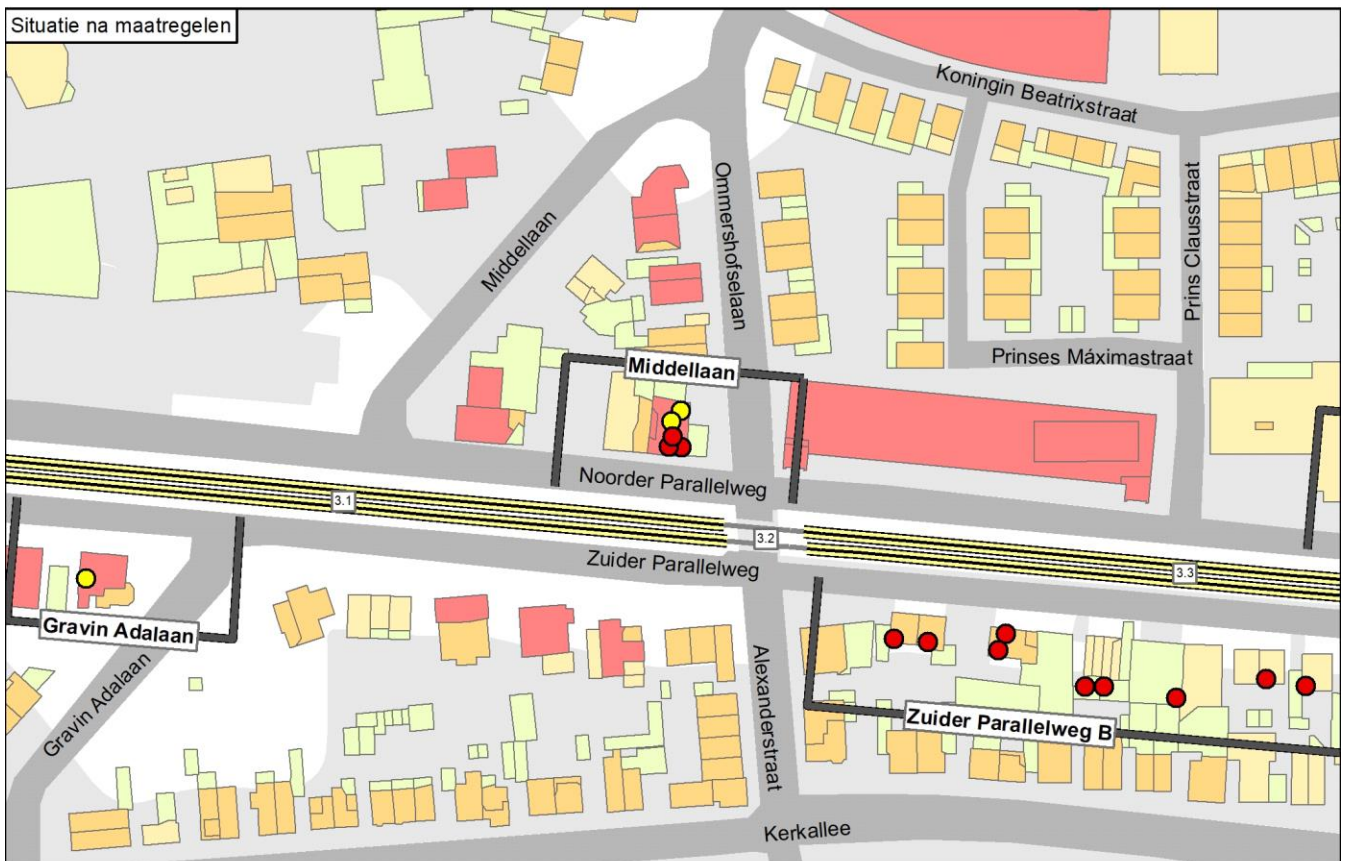 Situatie na maatregelen
Koningin Beatrixstraat
Ommershofselaan
Middellaan
Prins Clausstraat
Prinses Máximastraat
Middellaan
Noorder Parallelweg
3.1
3.2
Zuider Parallelweg
3.3
Gravin Adalaan
Gravin Adalaan
Alexanderstraat
Zuider Parallelweg B
Kerkallee